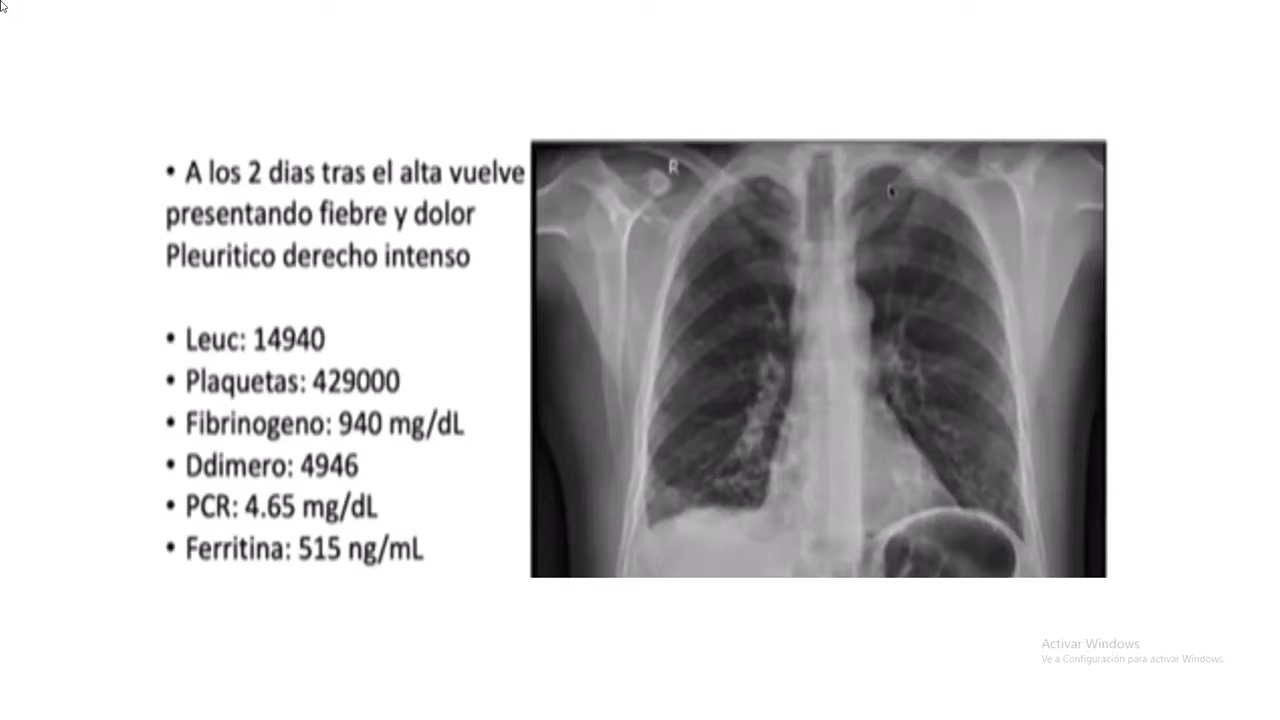 • A los 2 dias tras el alta vuelve
presentando fiebre y dolor
Pleuritico derecho intenso
• Leuc: 14940
• Plaquetas: 429000
• Fibrinogeno: 940 mg/dL
• Ddimero: 4946
• PCR: 4.65 mg/dL
• Ferritina: 515 ng/mL
R
Activar Windows
Ve a Configuración para activar Windows